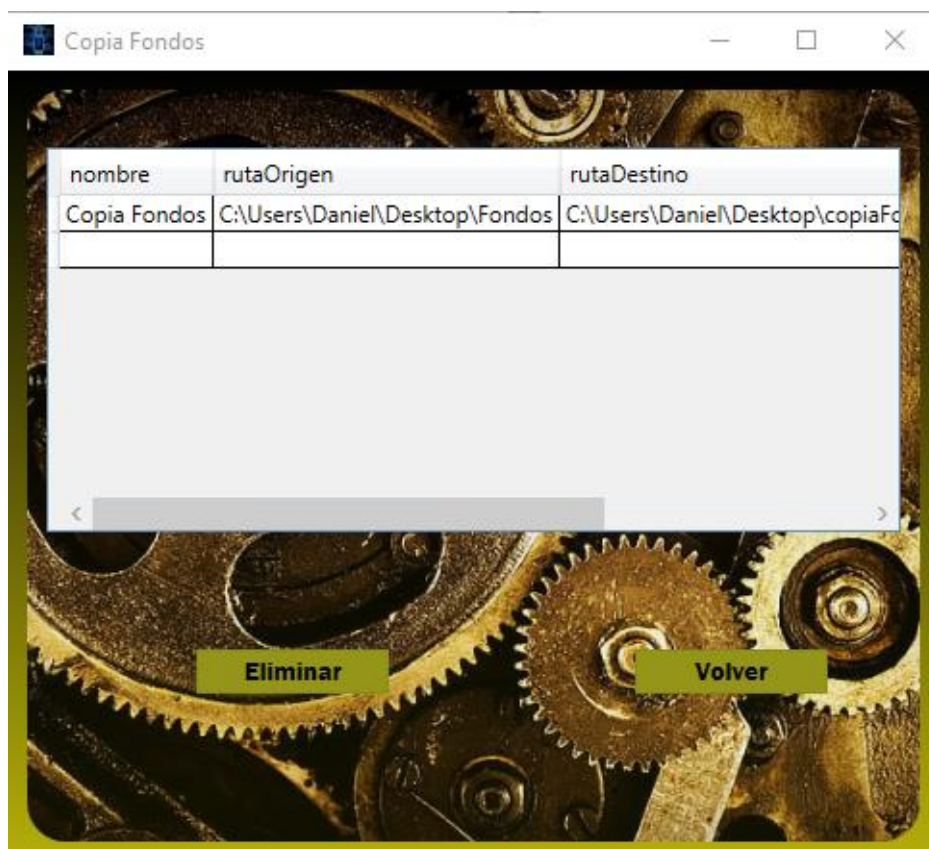 Copia Fondos
nombre rutaOrigen rutaDestino
Copia Fondos C:\Users\Daniel\Desktop\Fondos C:\Users\Daniel\Desktop\copiaFo
Eliminar Volver